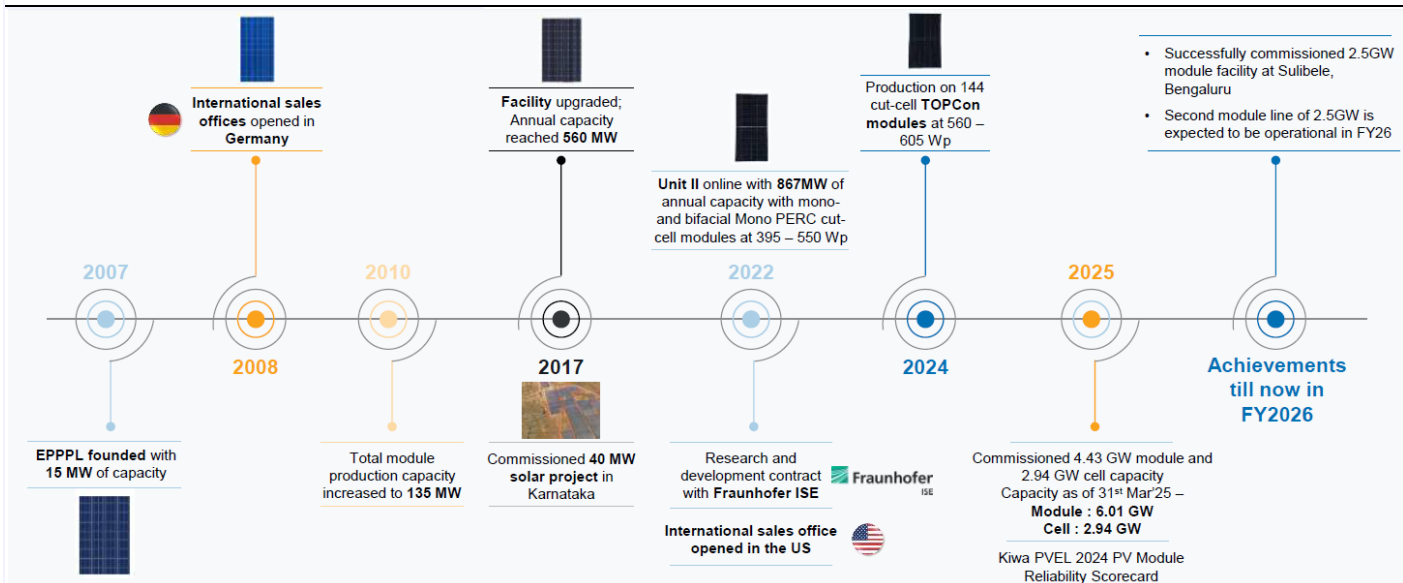 International sales
offices opened in
Germany
Facility upgraded;
Annual capacity
reached 560 MW
Unit II online with 867MW of
annual capacity with mono-
and bifacial Mono PERC cut-
cell modules at 395 – 550 Wp
Production on 144
cut-cell TOPCon
modules at 560 –
605 Wp
• Successfully commissioned 2.5GW
module facility at Sulibele,
Bengaluru
• Second module line of 2.5GW is
expected to be operational in FY26
2007
2008
2010
2017
2022
2024
2025
Achievements
till now in
FY2026
EPPPL founded with
15 MW of capacity
Total module
production capacity
increased to 135 MW
Commissioned 40 MW
solar project in
Karnataka
Research and
development contract
with Fraunhofer ISE
Fraunhofer
ISE
International sales office
opened in the US
Commissioned 4.43 GW module and
2.94 GW cell capacity
Capacity as of 31st Mar'25 –
Module : 6.01 GW
Cell : 2.94 GW
Kiwa PVEL 2024 PV Module
Reliability Scorecard